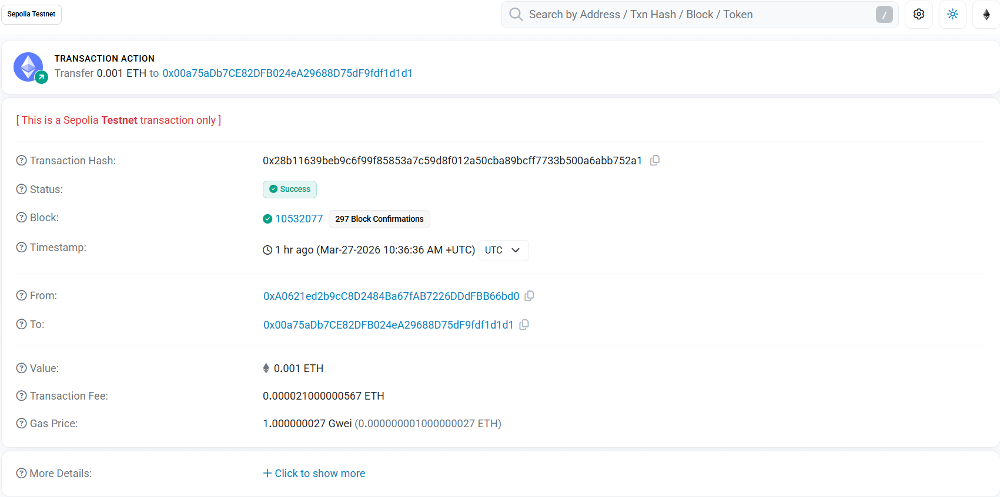 Sepolia Testnet
Search by Address / Txn Hash / Block / Token /
TRANSACTION ACTION
Transfer 0.001 ETH to 0x00a75aDb7CE82DFB024eA29688D75dF9fdf1d1d1
[ This is a Sepolia Testnet transaction only ]
Transaction Hash: 0x28b11639beb9c6f99f85853a7c59d8f012a50cba89bcff7733b500a6abb752a1
Status: Success
Block: 10532077 297 Block Confirmations
Timestamp: 1 hr ago (Mar-27-2026 10:36:36 AM +UTC) UTC
From: 0xA0621ed2b9cC8D2484Ba67fAB7226DDdFBB66bd0
To: 0x00a75aDb7CE82DFB024eA29688D75dF9fdf1d1d1
Value: 0.001 ETH
Transaction Fee: 0.000021000000567 ETH
Gas Price: 1.000000027 Gwei (0.000000001000000027 ETH)
More Details: + Click to show more